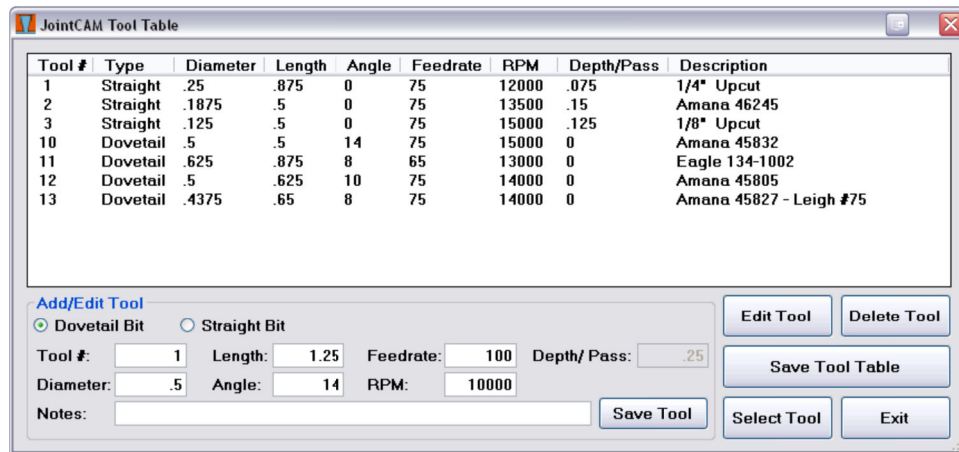 JointCAM Tool Table
Tool # Type Diameter Length Angle Feedrate RPM Depth/Pass Description
1 Straight .25 .875 0 75 12000 .075 1/4" Upcut
2 Straight .1875 .5 0 75 13500 .15 Amana 46245
3 Straight .125 .5 0 75 15000 .125 1/8" Upcut
10 Dovetail .5 .5 14 75 15000 0 Amana 45832
11 Dovetail .625 .875 8 65 13000 0 Eagle 134-1002
12 Dovetail .5 .625 10 75 14000 0 Amana 45805
13 Dovetail .4375 .65 8 75 14000 0 Amana 45827 - Leigh #75
Add/Edit Tool
Dovetail Bit Straight Bit
Tool #: 1 Length: 1.25 Feedrate: 100 Depth/ Pass: .25
Diameter: .5 Angle: 14 RPM: 10000
Notes: Save Tool
Edit Tool Delete Tool
Save Tool Table
Select Tool Exit